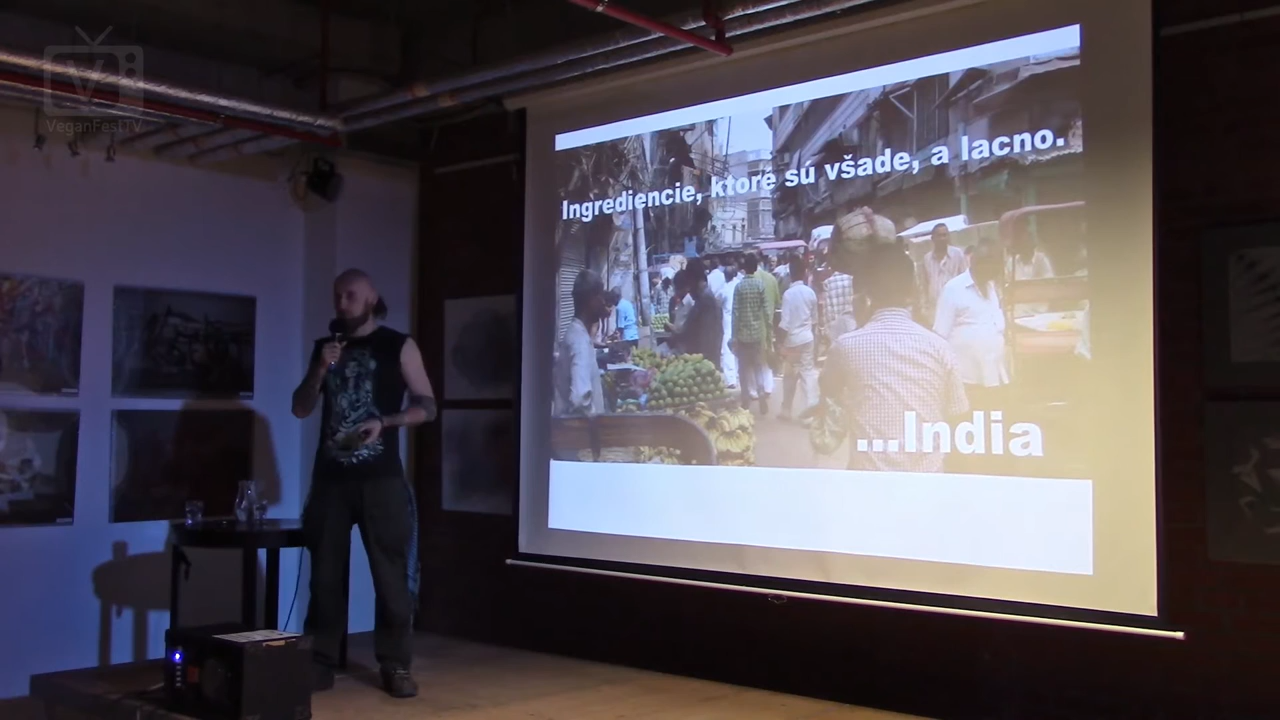 VeganFestTV
Ingrediencie, ktoré sú všade, a lacno.
...India